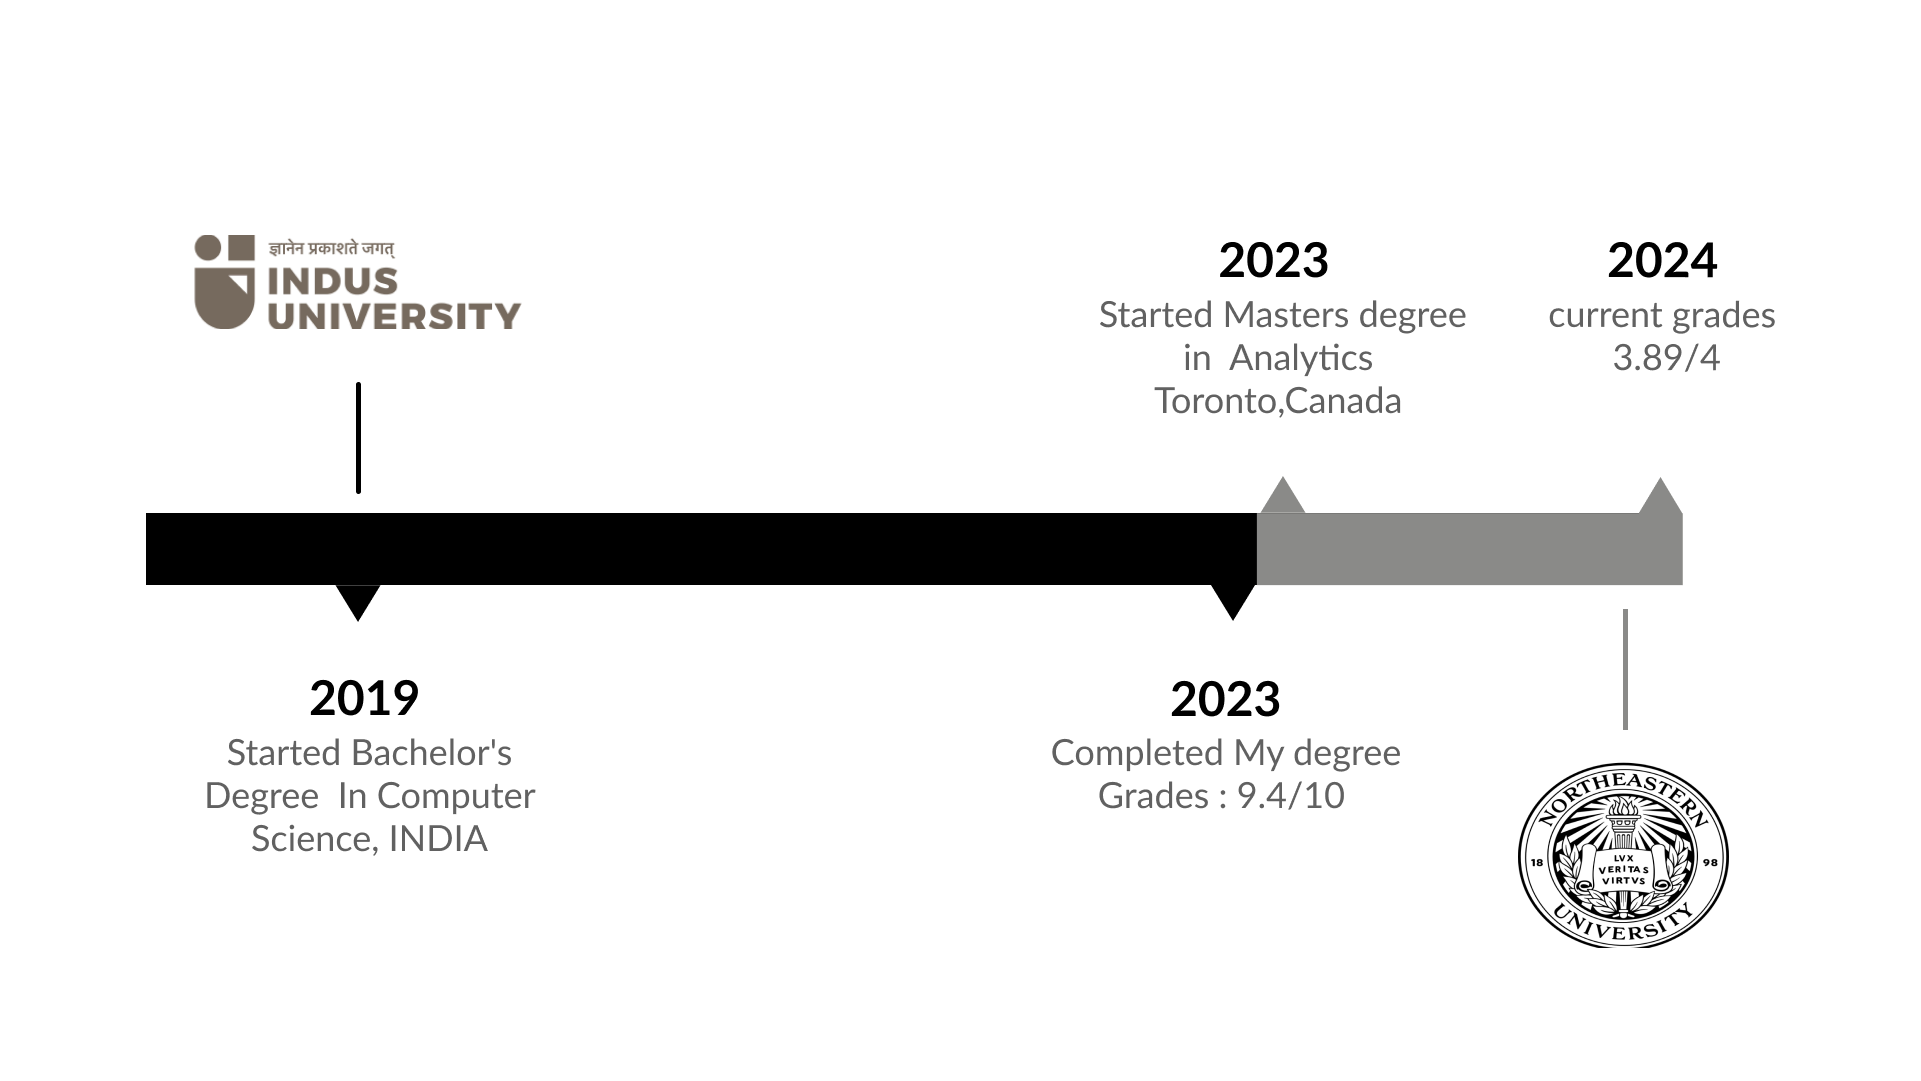 ज्ञानेन प्रकाशते जगत्
INDUS
UNIVERSITY
2023
Started Masters degree
in  Analytics
Toronto,Canada
2024
current grades
3.89/4
2019
Started Bachelor's
Degree  In Computer
Science, INDIA
2023
Completed My degree
Grades : 9.4/10
NORTHEASTERN
18
98
LVX
VERITAS
VIRTVS
UNIVERSITY